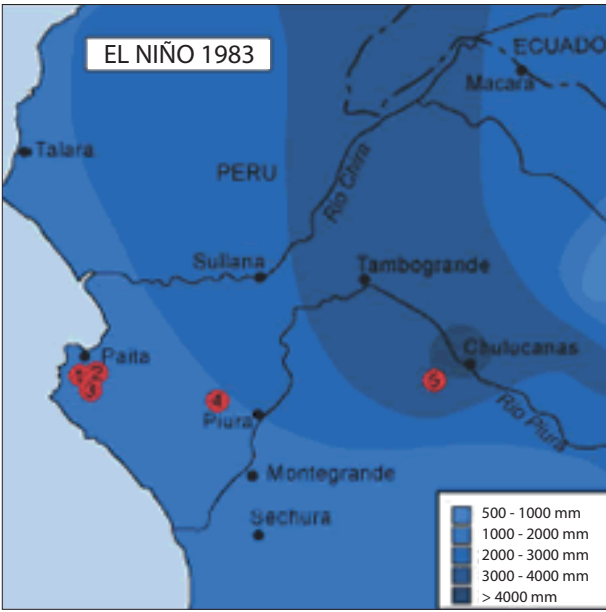 EL NIÑO 1983
ECUADO
Macara
Talara
PERU
Rio Chira
Sullana
Tambogrande
Paita
Chulucanas
1
2
3
4
5
Piura
Rio Piura
Montegrande
Sechura
500 - 1000 mm
1000 - 2000 mm
2000 - 3000 mm
3000 - 4000 mm
> 4000 mm